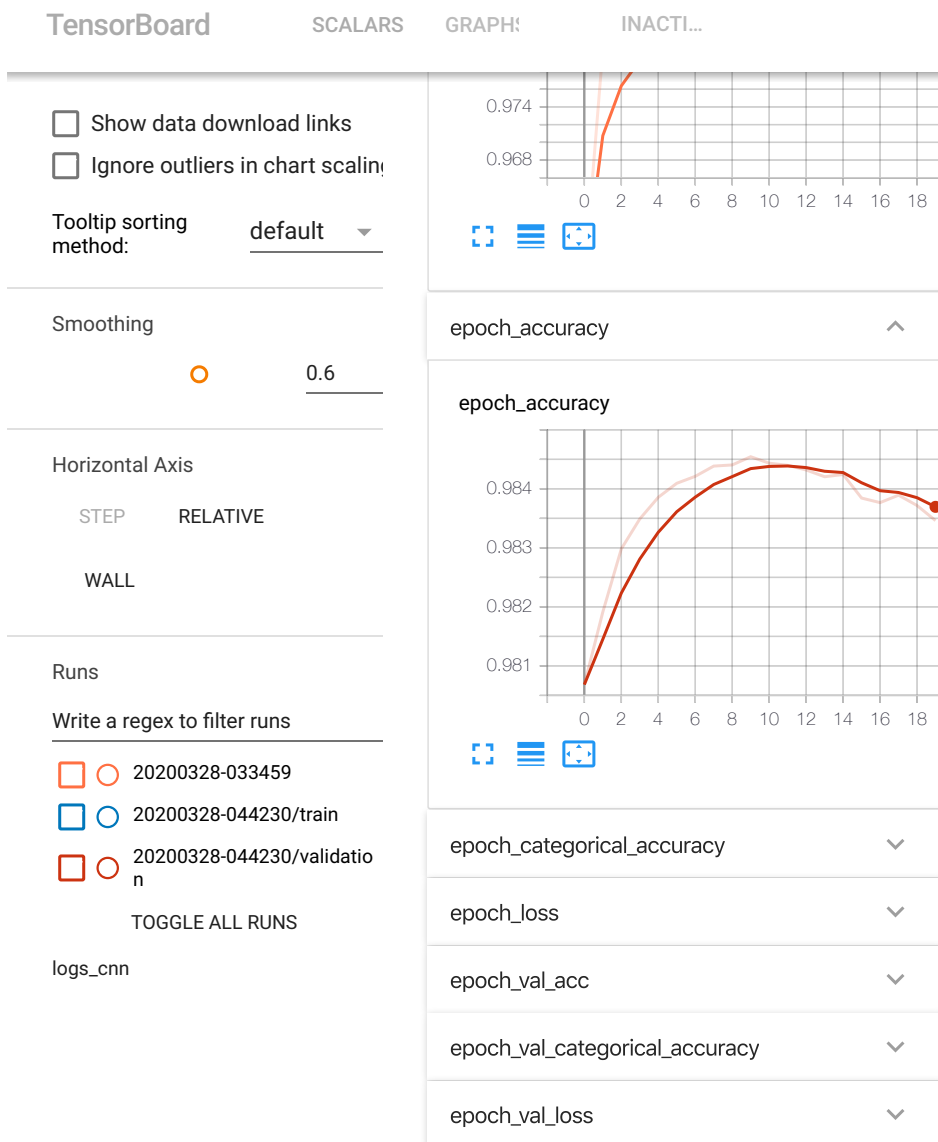 TensorBoard
SCALARS
GRAPHS
INACTI...
Show data download links
Ignore outliers in chart scaling
Tooltip sorting
method:
default
Smoothing
0.6
Horizontal Axis
STEP
RELATIVE
WALL
Runs
Write a regex to filter runs
20200328-033459
20200328-044230/train
20200328-044230/validatio
n
TOGGLE ALL RUNS
logs_cnn
0.974
0.968
0 2 4 6 8 10 12 14 16 18
epoch_accuracy
epoch_accuracy
0.984
0.983
0.982
0.981
0 2 4 6 8 10 12 14 16 18
epoch_categorical_accuracy
epoch_loss
epoch_val_acc
epoch_val_categorical_accuracy
epoch_val_loss